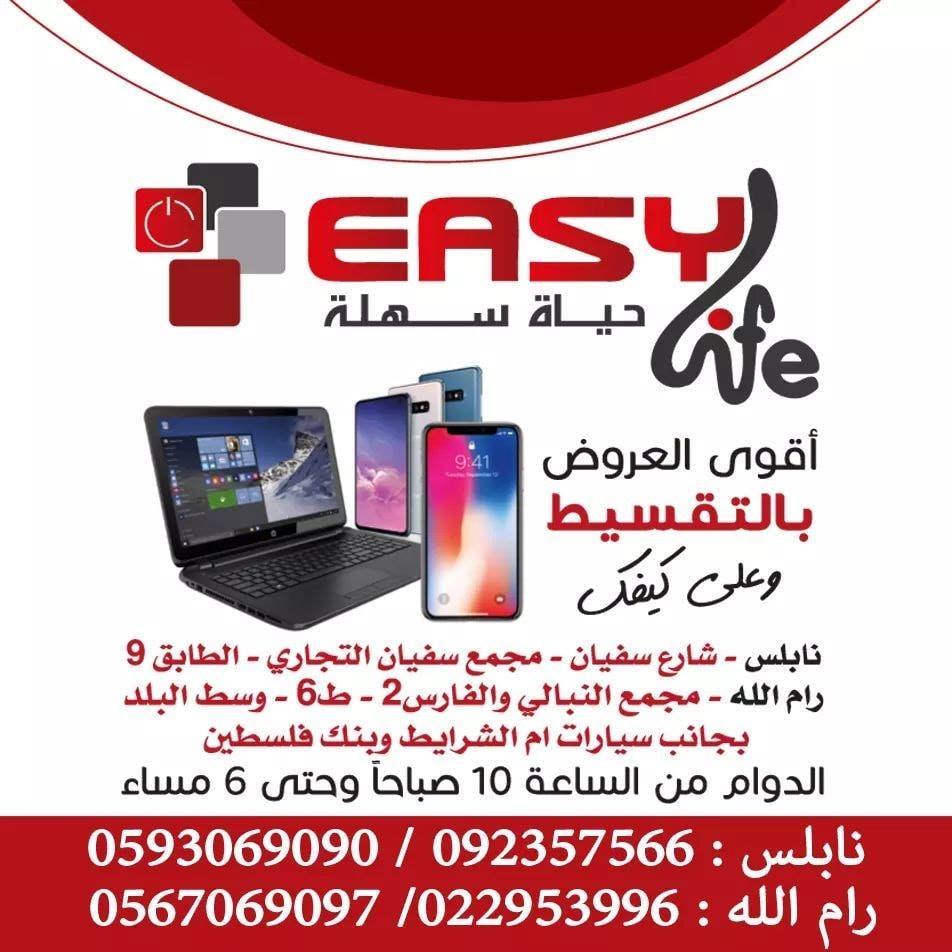 EASY life
حياة سهلة
أقوى العروض
بالتقسيط
وعلى كيفك
9:41
نابلس - شارع سفيان - مجمع سفيان التجاري - الطابق 9
رام الله - مجمع النبالي والفارس2 - ط6 - وسط البلد
بجانب سيارات ام الشرايط وبنك فلسطين
الدوام من الساعة 10 صباحاً وحتى 6 مساء
نابلس : 092357566 / 0593069090
رام الله : 022953996/ 0567069097